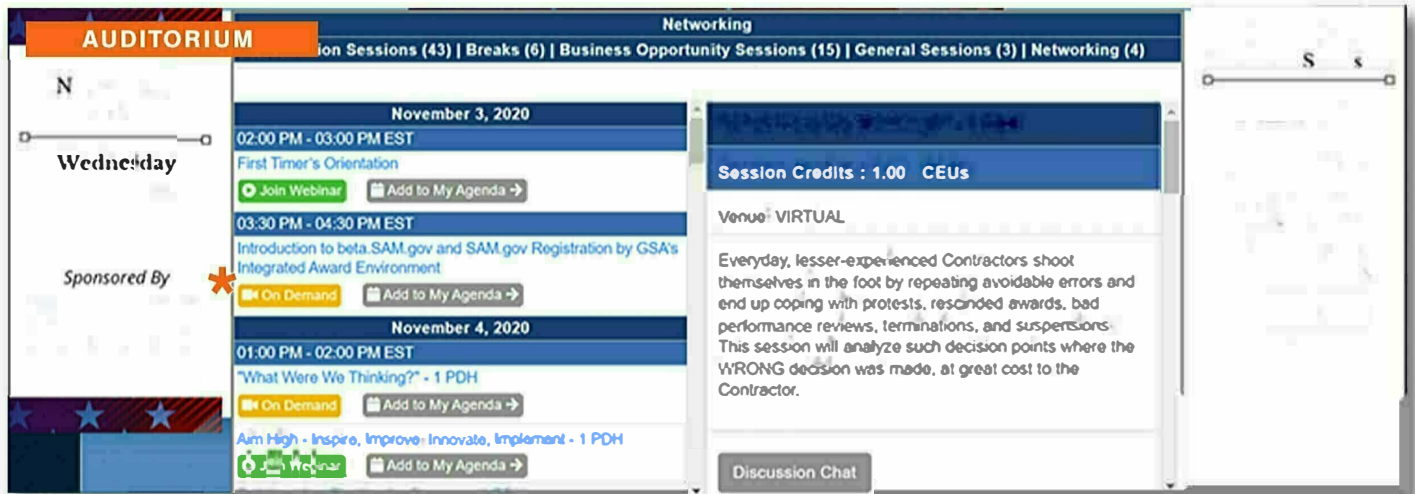 AUDITORIUM
Networking
ion Sessions (43) | Breaks (6) | Business Opportunity Sessions (15) | General Sessions (3) | Networking (4)
N
Wednesday
Sponsored By
*
November 3, 2020
02:00 PM - 03:00 PM EST
First Timer's Orientation
Join Webinar
Add to My Agenda
03:30 PM - 04:30 PM EST
Introduction to beta.SAM.gov and SAM.gov Registration by GSA's
Integrated Award Environment
On Demand
Add to My Agenda
November 4, 2020
01:00 PM - 02:00 PM EST
"What Were We Thinking?" - 1 PDH
On Demand
Add to My Agenda
Aim High - Inspire, Improve, Innovate, Implement - 1 PDH
Join Webinar
Add to My Agenda
Session Credits : 1.00 CEUs
Venue: VIRTUAL
Everyday, lesser-experienced Contractors shoot
themselves in the foot by repeating avoidable errors and
end up coping with protests, rescinded awards, bad
performance reviews, terminations, and suspensions.
This session will analyze such decision points where the
WRONG decision was made, at great cost to the
Contractor.
Discussion Chat
S s